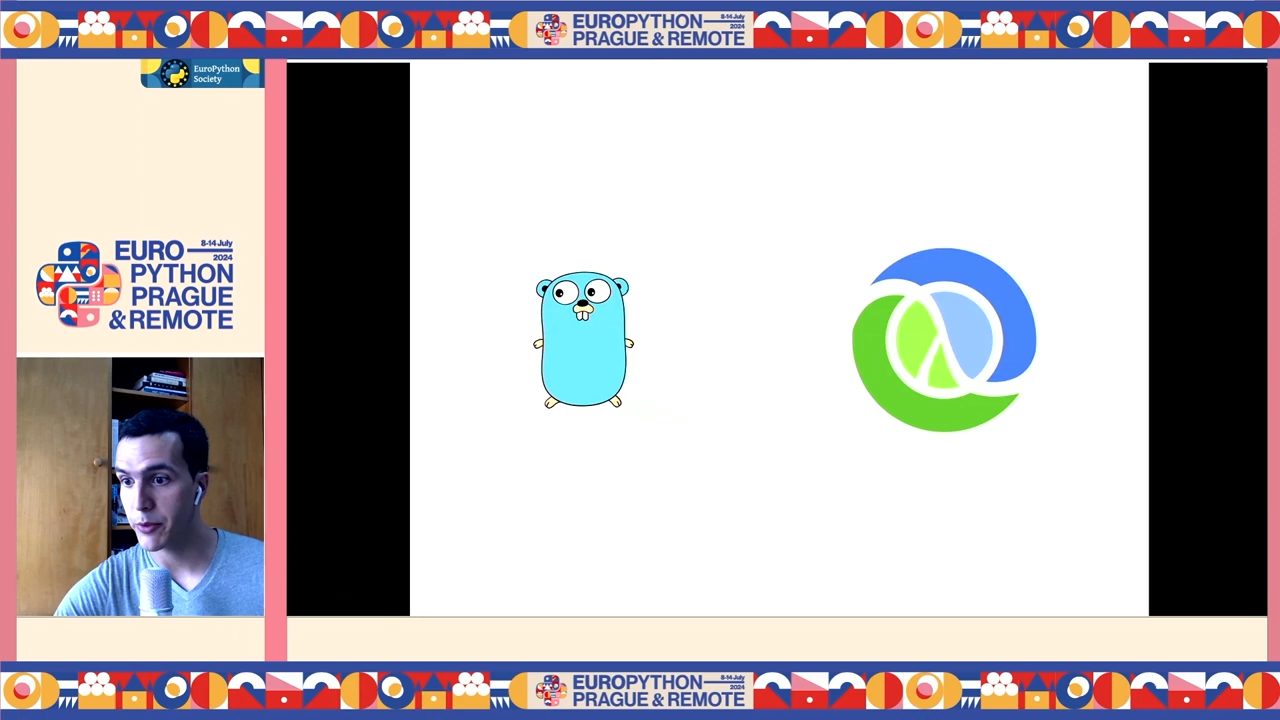 EUROPYTHON
8-14 July
2024
PRAGUE & REMOTE
EuroPython
Society
EURO
8-14 July
2024
PYTHON
PRAGUE
& REMOTE
EUROPYTHON
8-14 July
2024
PRAGUE & REMOTE